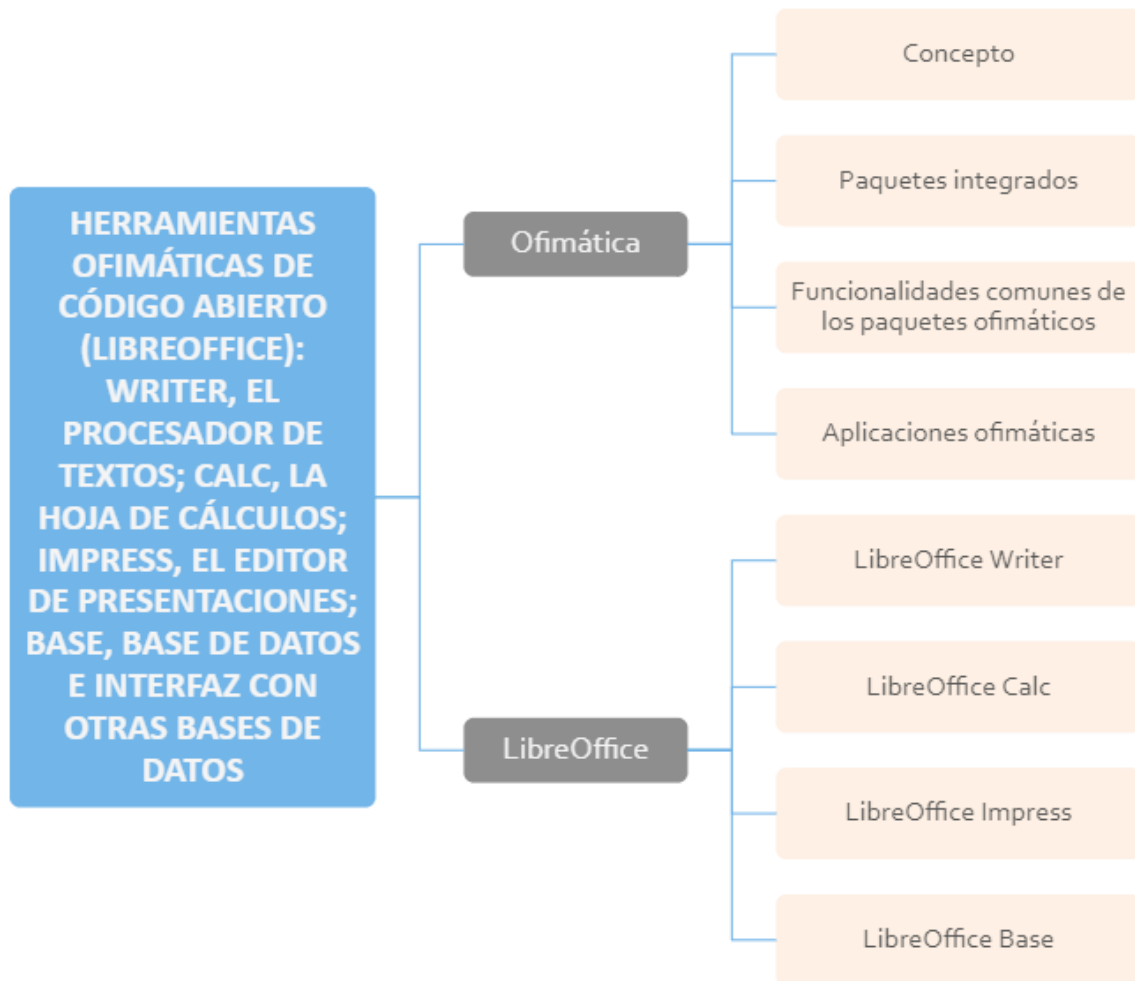 HERRAMIENTAS
OFIMÁTICAS DE
CÓDIGO ABIERTO
(LIBREOFFICE):
WRITER, EL
PROCESADOR DE
TEXTOS; CALC, LA
HOJA DE CÁLCULOS;
IMPRESS, EL EDITOR
DE PRESENTACIONES;
BASE, BASE DE DATOS
E INTERFAZ CON
OTRAS BASES DE
DATOS
Ofimática
Concepto
Paquetes integrados
Funcionalidades comunes de
los paquetes ofimáticos
Aplicaciones ofimáticas
LibreOffice
LibreOffice Writer
LibreOffice Calc
LibreOffice Impress
LibreOffice Base